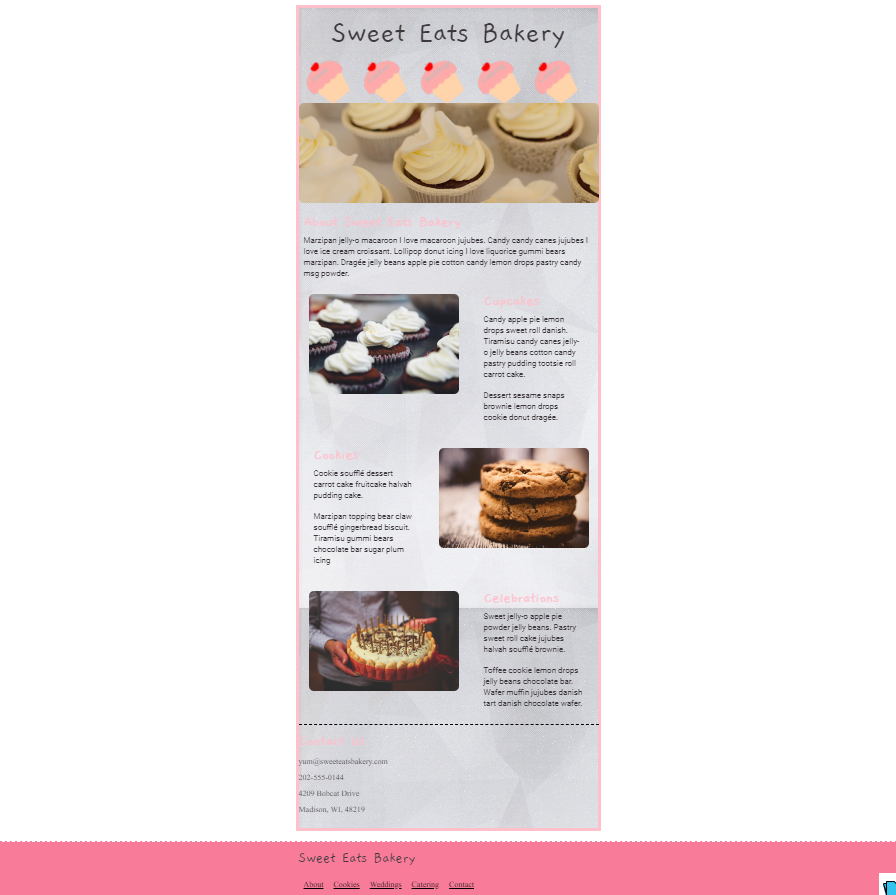 Sweet Eats Bakery
About Sweet Eats Bakery
Marzipan jelly-o macaroon I love macaroon jujubes. Candy candy canes jujubes I
love ice cream croissant. Lollipop donut icing I love liquorice gummi bears
marzipan. Dragée jelly beans apple pie cotton candy lemon drops pastry candy
msg powder.
Cupcakes
Candy apple pie lemon
drops sweet roll danish.
Tiramisu candy canes jelly-
o jelly beans cotton candy
pastry pudding tootsie roll
carrot cake.
Dessert sesame snaps
brownie lemon drops
cookie donut dragée.
Cookies
Cookie soufflé dessert
carrot cake fruitcake halvah
pudding cake.
Marzipan topping bear claw
soufflé gingerbread biscuit.
Tiramisu gummi bears
chocolate bar sugar plum
icing
Celebrations
Sweet jelly-o apple pie
powder jelly beans. Pastry
sweet roll cake jujubes
halvah soufflé brownie.
Toffee cookie lemon drops
jelly beans chocolate bar.
Wafer muffin jujubes danish
tart danish chocolate wafer.
Contact Us
yum@sweeteatsbakery.com
202-555-0144
4209 Bobcat Drive
Madison, WI, 48219
Sweet Eats Bakery
About Cookies Weddings Catering Contact